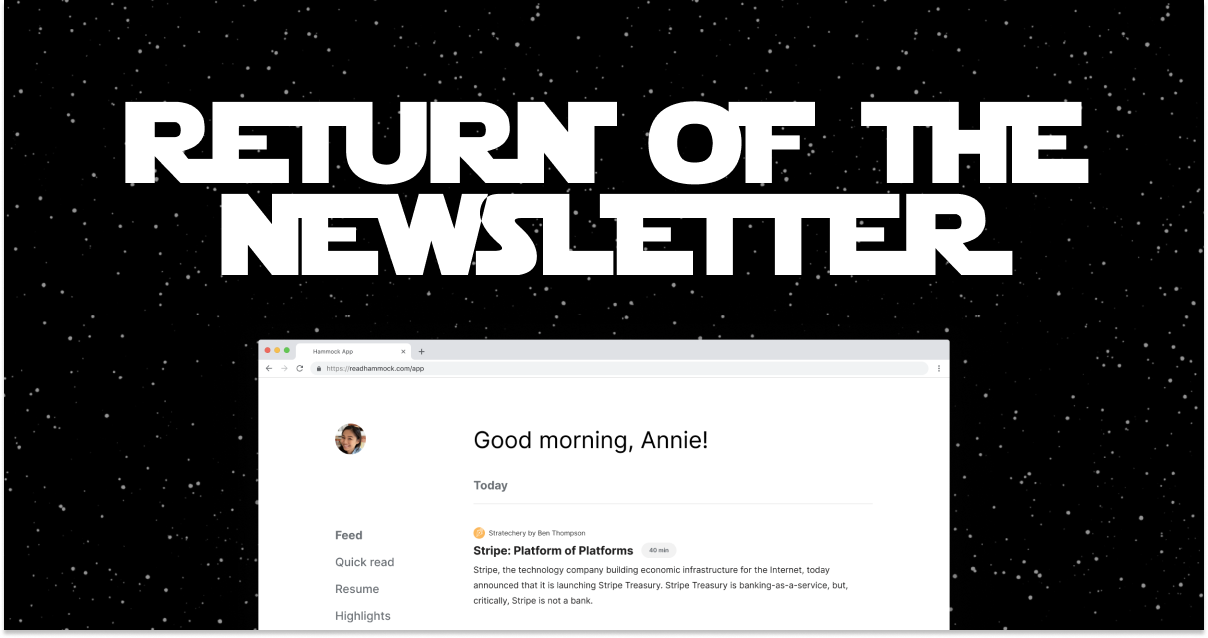 RETURN OF THE
NEWSLETTER
Hammock App
https://readhammock.com/app
Good morning, Annie!
Today
Feed
Quick read
Resume
Highlights
Stratechery by Ben Thompson
Stripe: Platform of Platforms 40 min
Stripe, the technology company building economic infrastructure for the Internet, today
announced that it is launching Stripe Treasury. Stripe Treasury is banking-as-a-service, but,
critically, Stripe is not a bank.